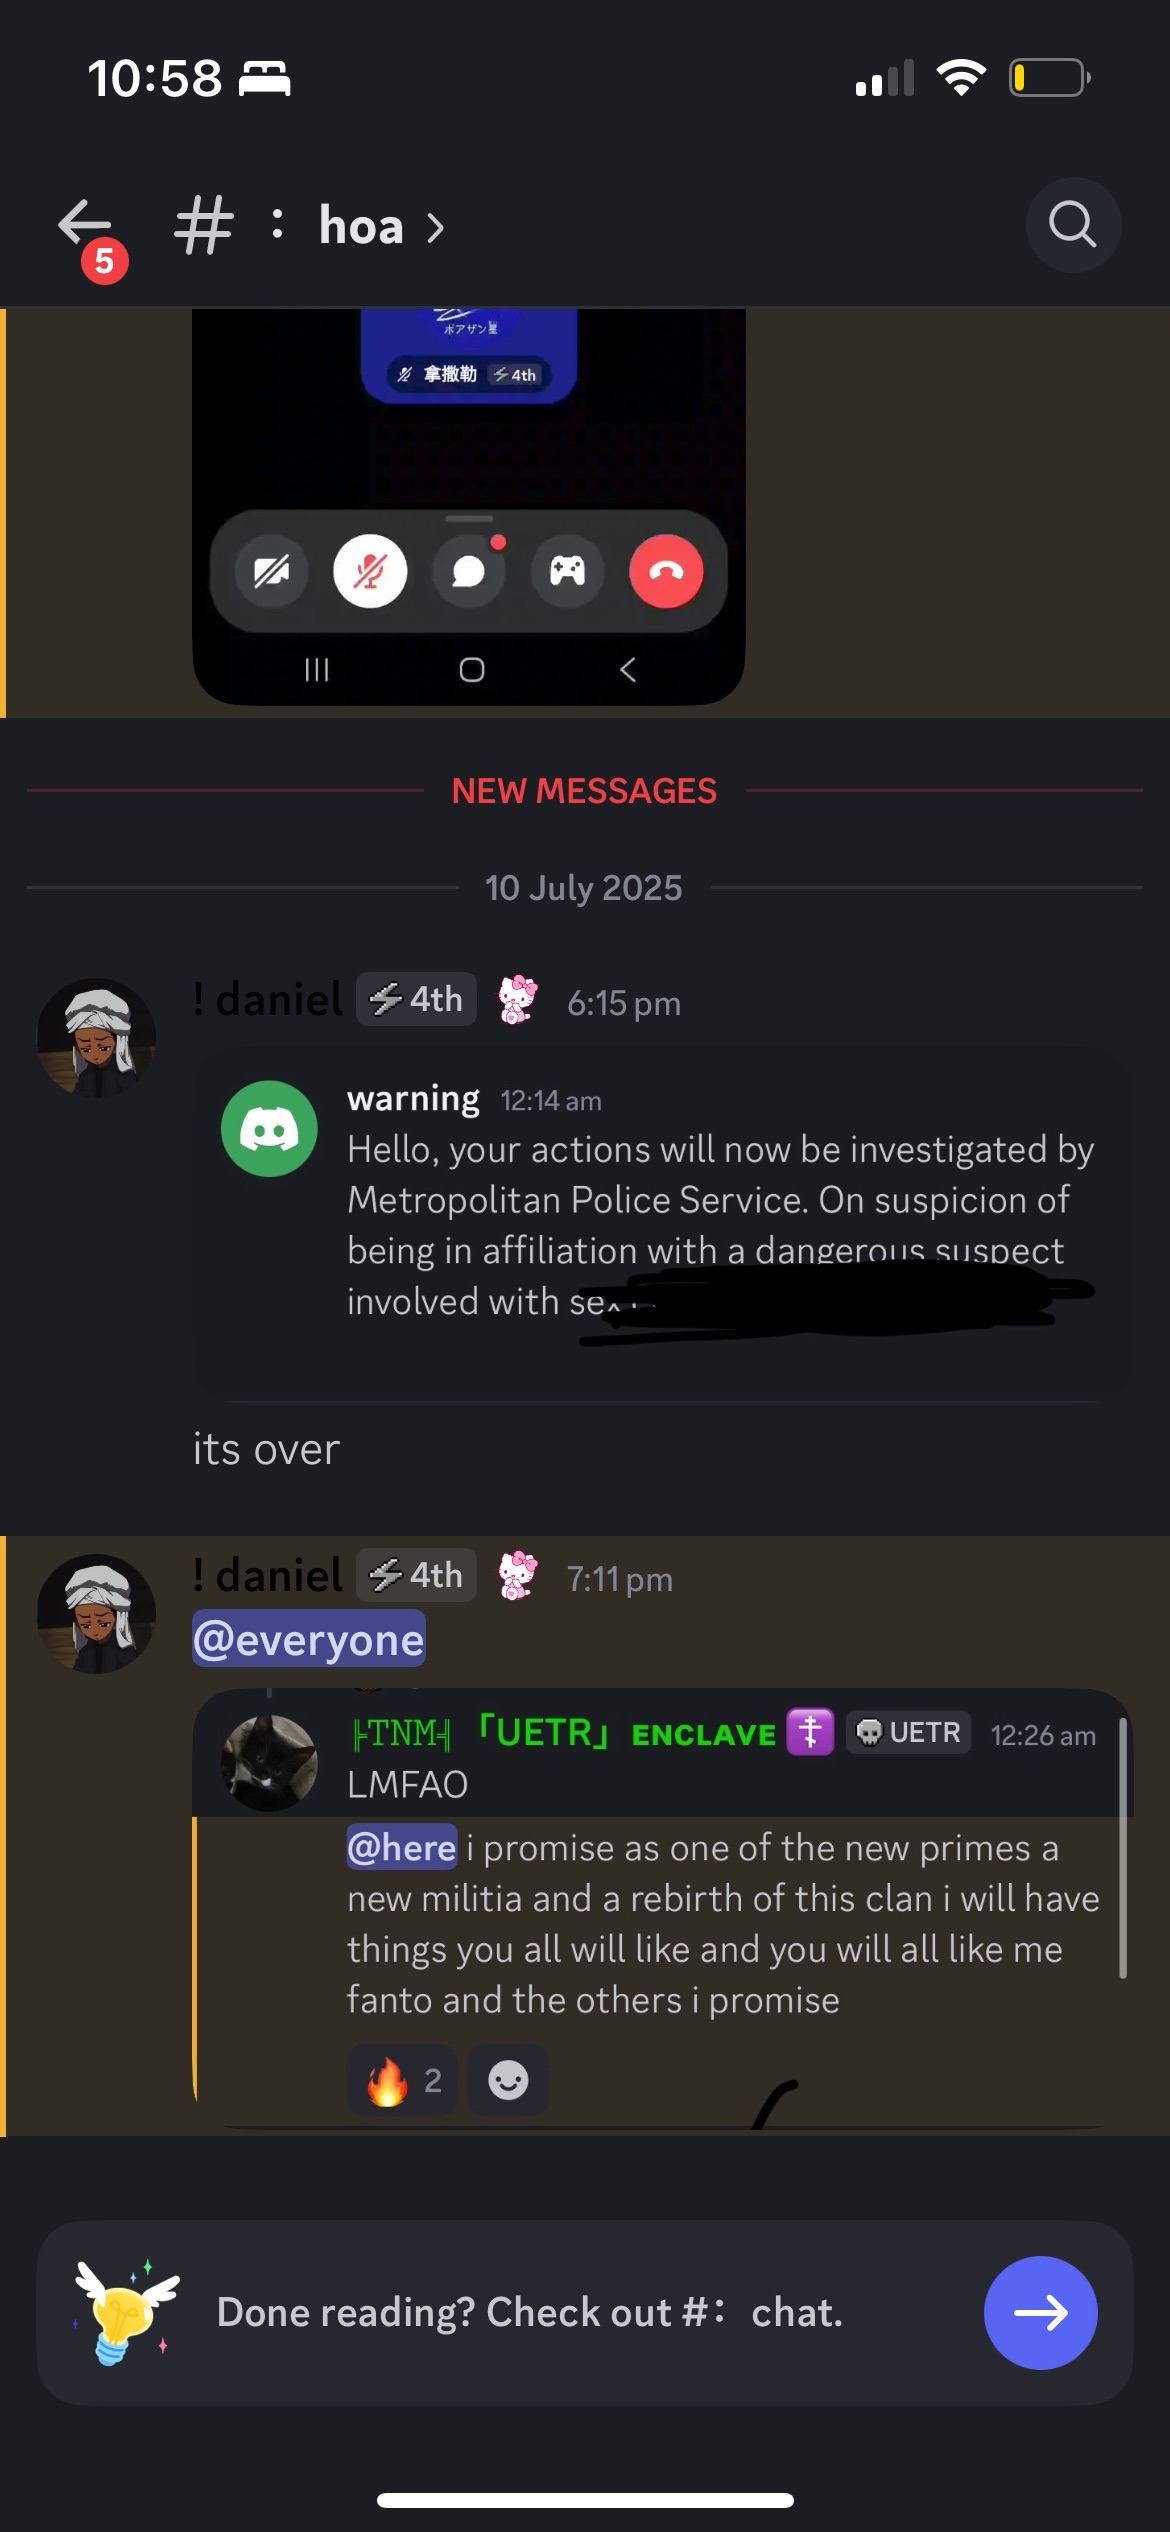 10:58
5
# : hoa >
ボアザン星
拿撒勒 4th
NEW MESSAGES
10 July 2025
! daniel 4th 6:15 pm
warning 12:14 am
Hello, your actions will now be investigated by
Metropolitan Police Service. On suspicion of
being in affiliation with a dangerous suspect
involved with
its over
! daniel 4th 7:11 pm
@everyone
╠TNM╣ 「UETR」 ENCLAVE UETR 12:26 am
LMFAO
@here i promise as one of the new primes a
new militia and a rebirth of this clan i will have
things you all will like and you will all like me
fanto and the others i promise
2
Done reading? Check out #: chat.